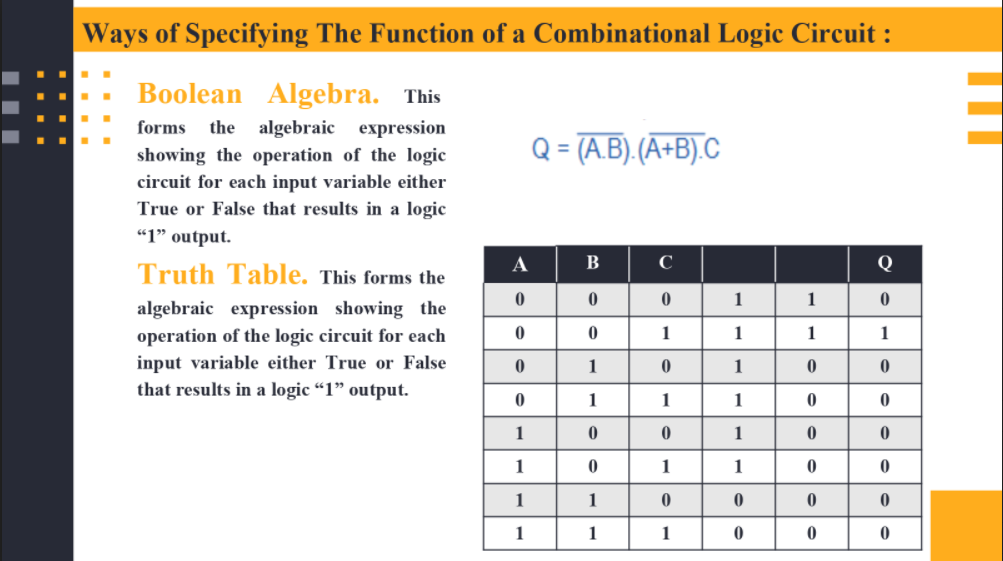 Ways of Specifying The Function of a Combinational Logic Circuit :
Boolean Algebra. This
forms the algebraic expression
showing the operation of the logic
circuit for each input variable either
True or False that results in a logic
“1” output.
Truth Table. This forms the
algebraic expression showing the
operation of the logic circuit for each
input variable either True or False
that results in a logic “1” output.
Q = (A̅.̅B̅).(A̅+̅B̅).C
A B C Q
0 0 0 1 1 0
0 0 1 1 1 1
0 1 0 1 0 0
0 1 1 1 0 0
1 0 0 1 0 0
1 0 1 1 0 0
1 1 0 0 0 0
1 1 1 0 0 0